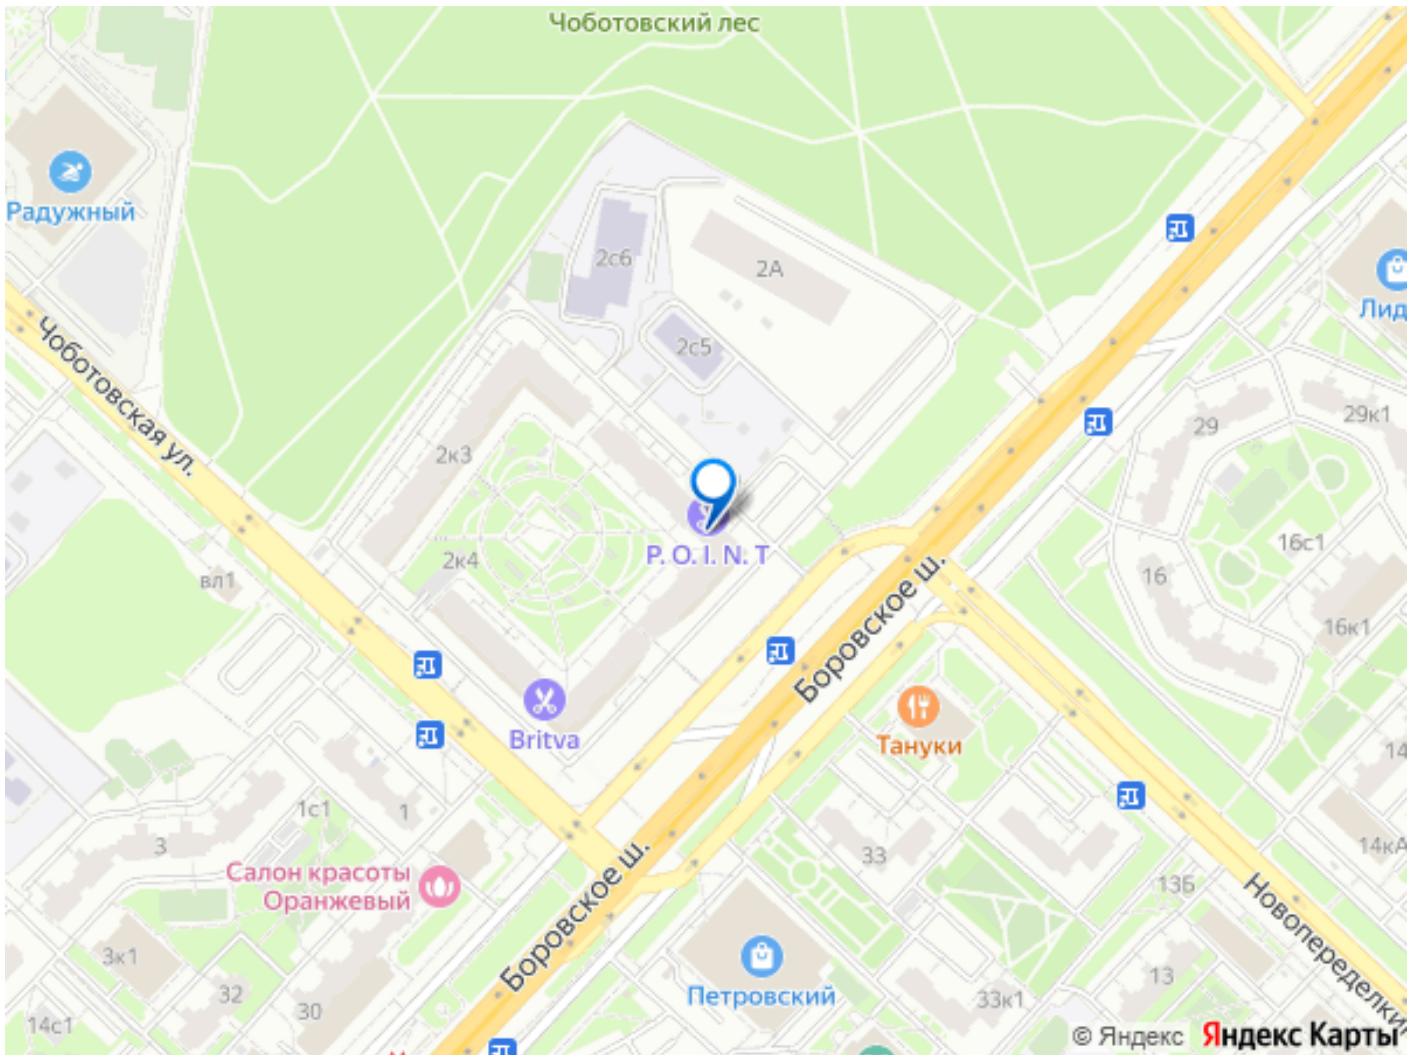 Чоботовский лес
Радужный
2с6
2А
Лид
2с5
Чоботовская ул.
29к1
29
2к3
P. O. I. N. T
2к4
вл1
16с1
16
16к1
Боровское ш.
Britva
Тануки
14
1с1
1
3
33
14кА
Салон красоты
Оранжевый
13Б
Боровское ш.
Новопеределки
3к1
32
30
14с1
Петровский
33к1
13
© Яндекс
Яндекс Карты